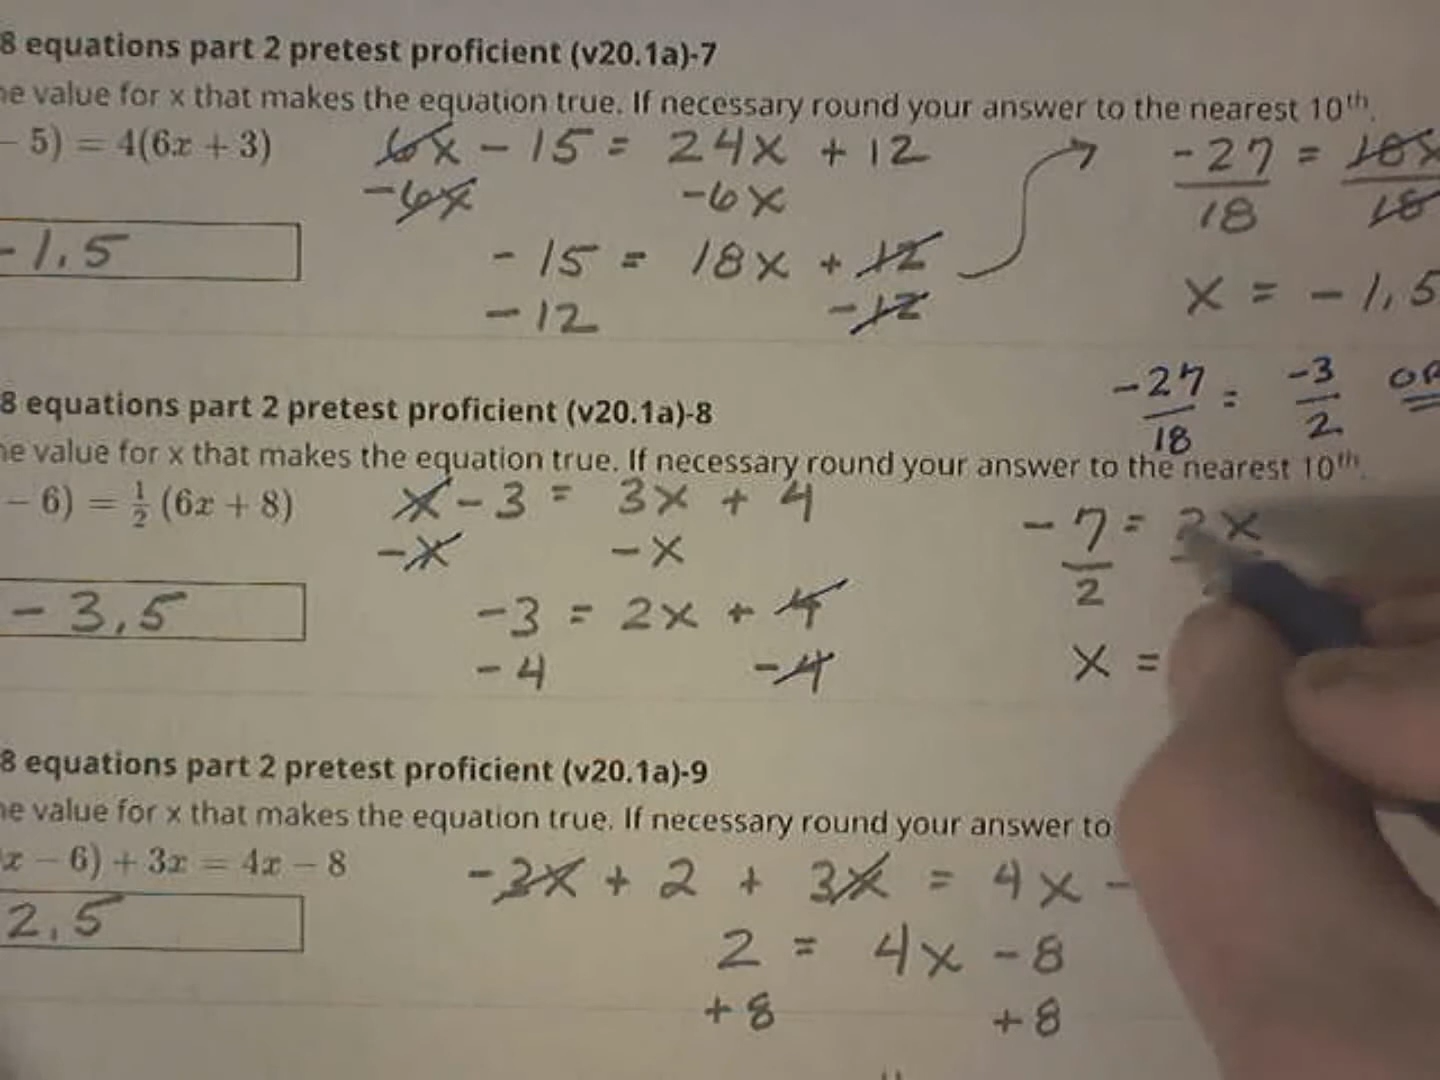 8 equations part 2 pretest proficient (v20.1a)-7
value for x that makes the equation true. If necessary round your answer to the nearest 10th.
- 5) = 4(6x + 3)
6x - 15 = 24x + 12
-6x -6x
-1.5
- 15 = 18x + 12
-12 -12
-27 = 18x
18 18
x = -1.5
-27/18 = -3/2 OR
8 equations part 2 pretest proficient (v20.1a)-8
value for x that makes the equation true. If necessary round your answer to the nearest 10th.
- 6) = 1/2 (6x + 8)
x - 3 = 3x + 4
-x -x
-3.5
-3 = 2x + 4
-4 -4
-7 = 2x
2
x =
8 equations part 2 pretest proficient (v20.1a)-9
value for x that makes the equation true. If necessary round your answer to
x - 6) + 3x = 4x - 8
-3x + 2 + 3x = 4x -
2.5
2 = 4x - 8
+8 +8